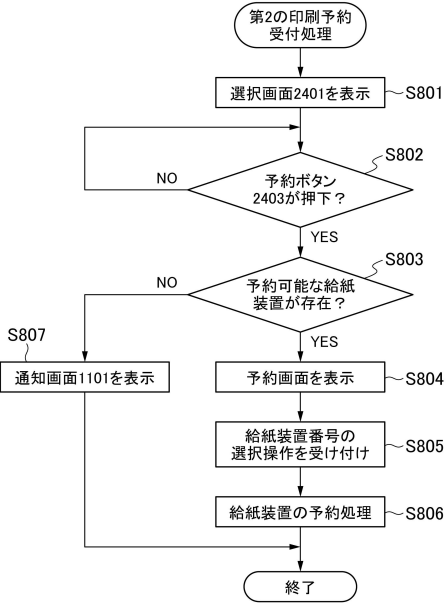 第2の印刷予約
受付処理
選択画面2401を表示
S801
S802
予約ボタン
2403が押下？
NO
YES
S803
予約可能な給紙
装置が存在？
NO
YES
S807
通知画面1101を表示
予約画面を表示
S804
給紙装置番号の
選択操作を受け付け
S805
給紙装置の予約処理
S806
終了